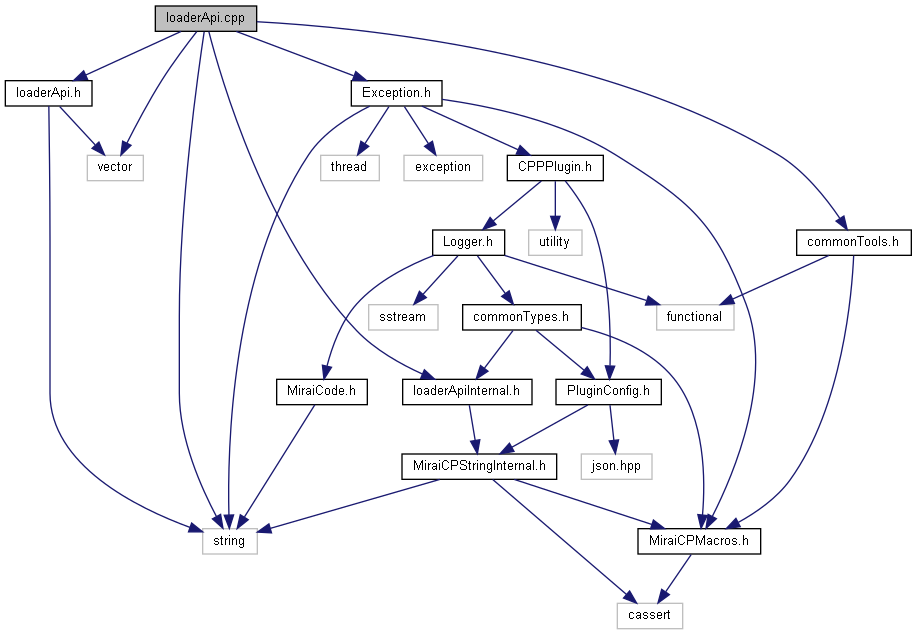 loaderApi.cpp
loaderApi.h
Exception.h
vector
thread
exception
CPPPlugin.h
Logger.h
utility
commonTools.h
sstream
commonTypes.h
functional
MiraiCode.h
loaderApiInternal.h
PluginConfig.h
MiraiCPStringInternal.h
json.hpp
string
MiraiCPMacros.h
cassert